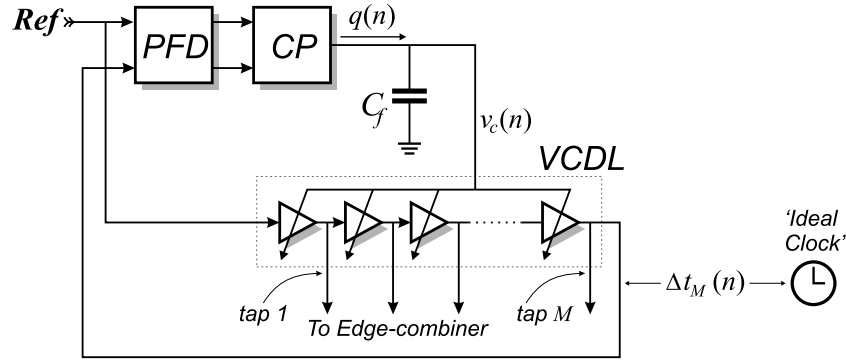 Ref
PFD
CP
q(n)
C_f
v_c(n)
VCDL
'Ideal
Clock'
Δt_M (n)
tap 1
To Edge-combiner
tap M